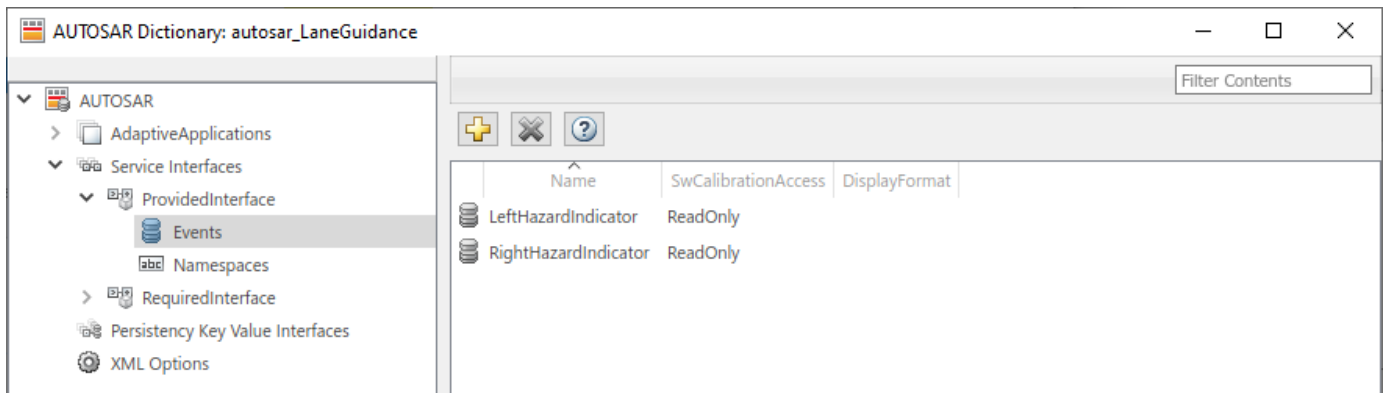 AUTOSAR Dictionary: autosar_LaneGuidance
Filter Contents
AUTOSAR
AdaptiveApplications
Service Interfaces
ProvidedInterface
Events
abc Namespaces
RequiredInterface
Persistency Key Value Interfaces
XML Options
Name SwCalibrationAccess DisplayFormat
LeftHazardIndicator ReadOnly
RightHazardIndicator ReadOnly